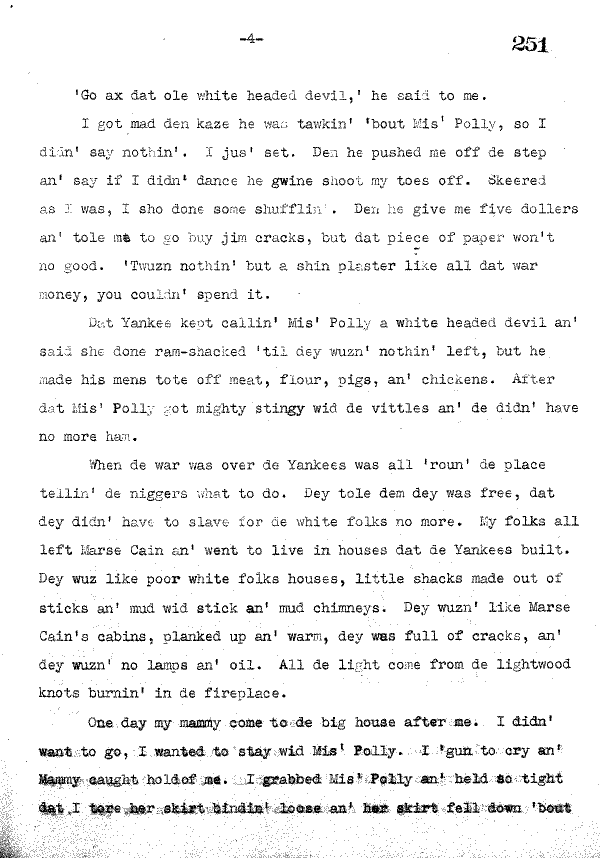 -4-
251
'Go ax dat ole white headed devil,' he said to me.
I got mad den kaze he was tawkin' 'bout Mis' Polly, so I
didn' say nothin'. I jus' set. Den he pushed me off de step
an' say if I didn' dance he gwine shoot my toes off. Skeered
as I was, I sho done some shufflin'. Den he give me five dollers
an' tole me to go buy jim cracks, but dat piece of paper won't
no good. 'Twuzn nothin' but a shin plaster like all dat war
money, you couldn' spend it.
Dat Yankee kept callin' Mis' Polly a white headed devil an'
said she done ram-shacked 'til dey wuzn' nothin' left, but he
made his mens tote off meat, flour, pigs, an' chickens. After
dat Mis' Polly got mighty stingy wid de vittles an' de didn' have
no more ham.
When de war was over de Yankees was all 'roun' de place
tellin' de niggers what to do. Dey tole dem dey was free, dat
dey didn' have to slave for de white folks no more. My folks all
left Marse Cain an' went to live in houses dat de Yankees built.
Dey wuz like poor white folks houses, little shacks made out of
sticks an' mud wid stick an' mud chimneys. Dey wuzn' like Marse
Cain's cabins, planked up an' warm, dey was full of cracks, an'
dey wuzn' no lamps an' oil. All de light come from de lightwood
knots burnin' in de fireplace.
One day my mammy come to de big house after me. I didn'
want to go, I wanted to stay wid Mis' Polly. I 'gun to cry an'
Mammy caught holdof me. I grabbed Mis' Polly an' held so tight
dat I tore her skirt bindin' loose an' her skirt fell down 'bout